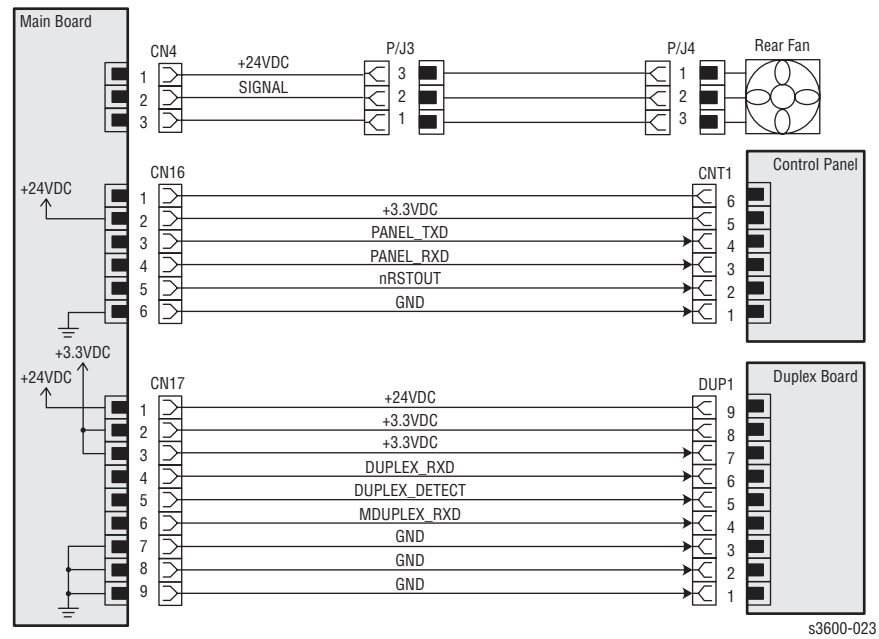 Main Board
CN4 P/J3 P/J4 Rear Fan
1 +24VDC 3 1
2 SIGNAL 2 2
3 1 3
CN16 CNT1 Control Panel
+24VDC
1 6
2 +3.3VDC 5
3 PANEL_TXD 4
4 PANEL_RXD 3
5 nRSTOUT 2
6 GND 1
+3.3VDC
+24VDC
CN17 DUP1 Duplex Board
1 +24VDC 9
2 +3.3VDC 8
3 +3.3VDC 7
4 DUPLEX_RXD 6
5 DUPLEX_DETECT 5
6 MDUPLEX_RXD 4
7 GND 3
8 GND 2
9 GND 1
s3600-023